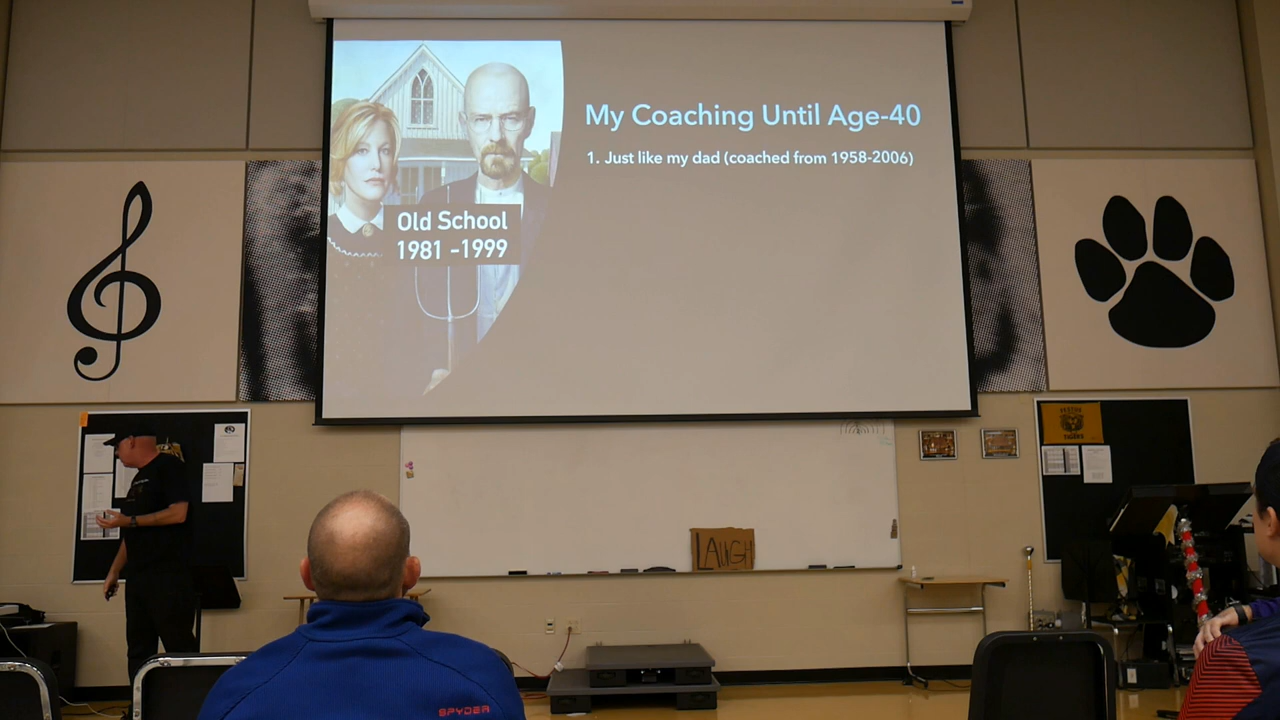 My Coaching Until Age-40
1. Just like my dad (coached from 1958-2006)
Old School
1981 -1999
LAUGH
SPYDER
TIGERS